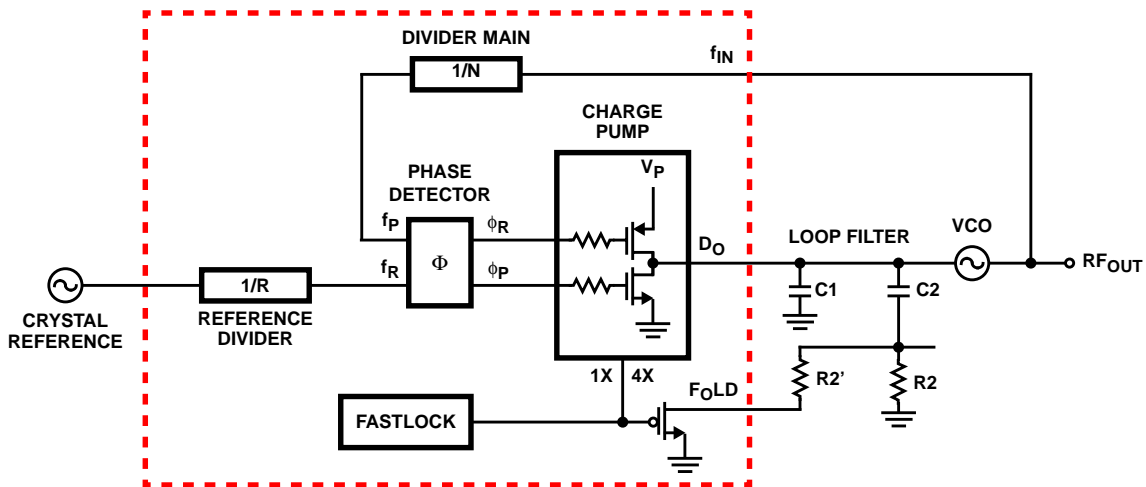 DIVIDER MAIN
1/N
fIN
CHARGE
PUMP
VP
PHASE
DETECTOR
fP
ϕR
fR
Φ
ϕP
DO
LOOP FILTER
VCO
RFOUT
CRYSTAL
REFERENCE
1/R
REFERENCE
DIVIDER
C1
C2
1X
4X
FOLD
R2'
R2
FASTLOCK